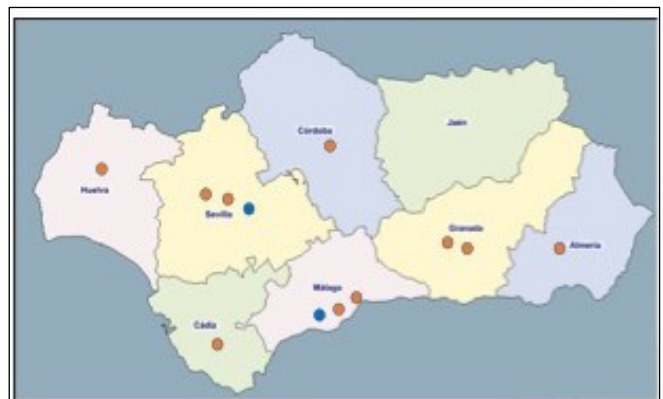 Córdoba
Jaén
Huelva
Sevilla
Granada
Almería
Málaga
Cádiz